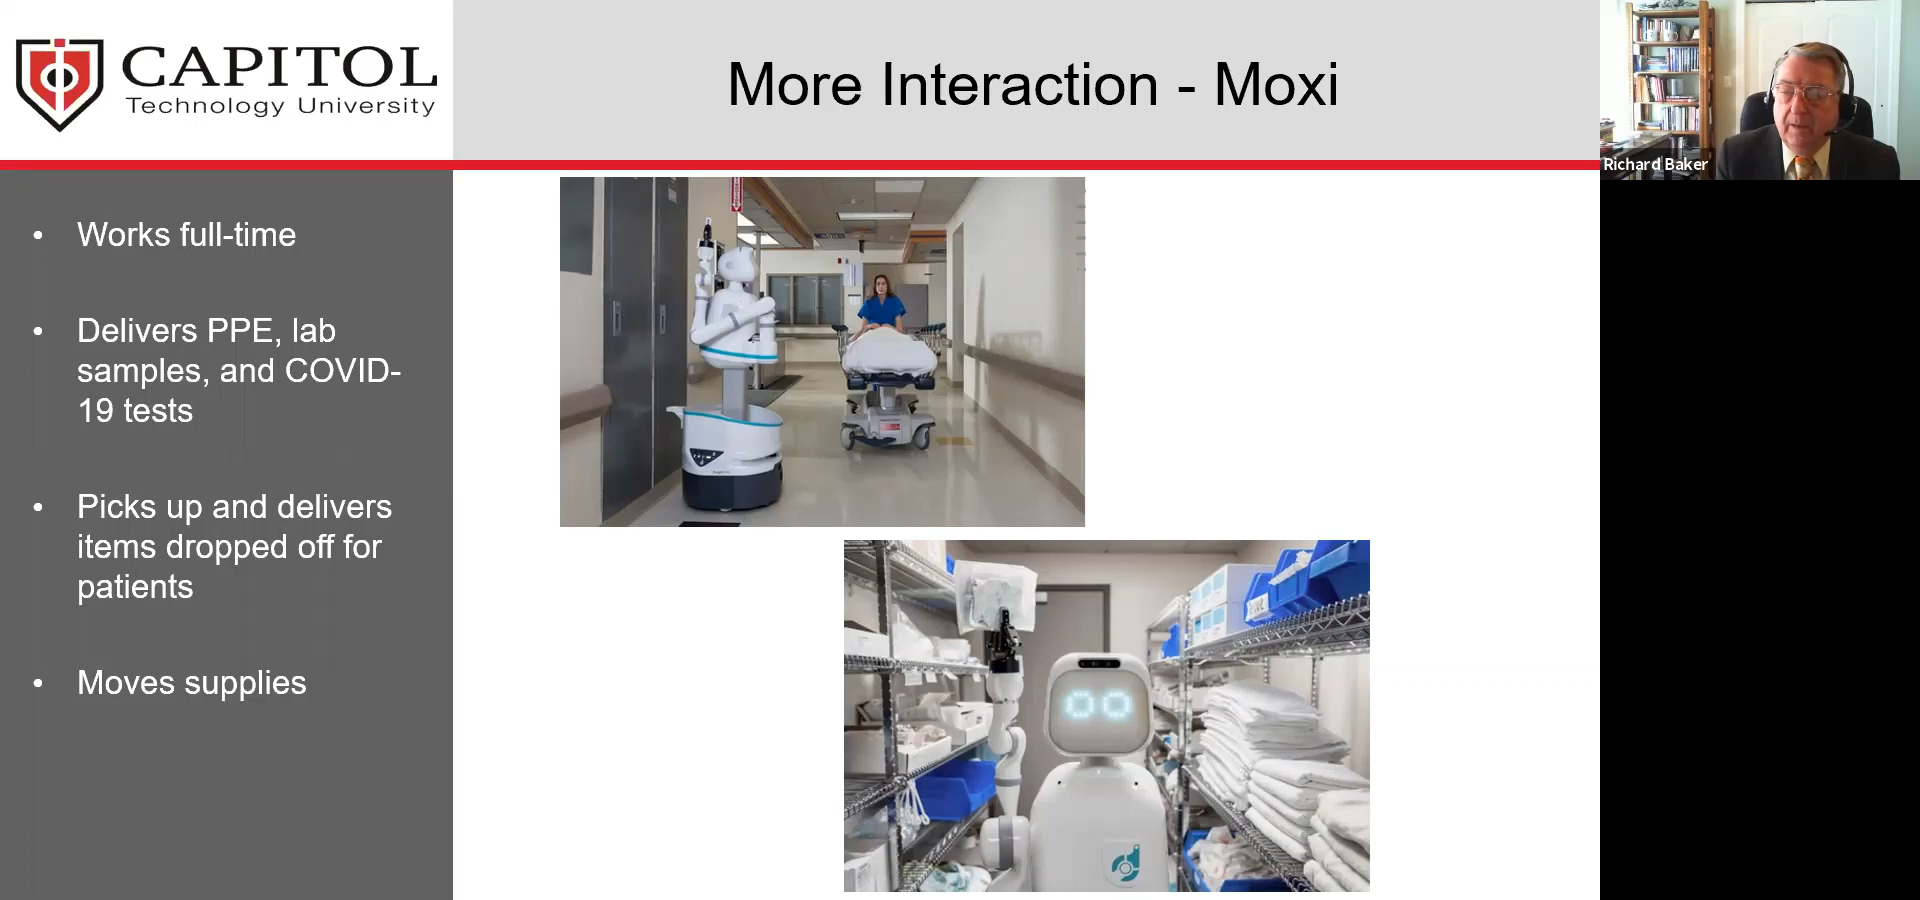 CAPITOL
Technology University
More Interaction - Moxi
Richard Baker
• Works full-time
• Delivers PPE, lab
samples, and COVID-
19 tests
• Picks up and delivers
items dropped off for
patients
• Moves supplies